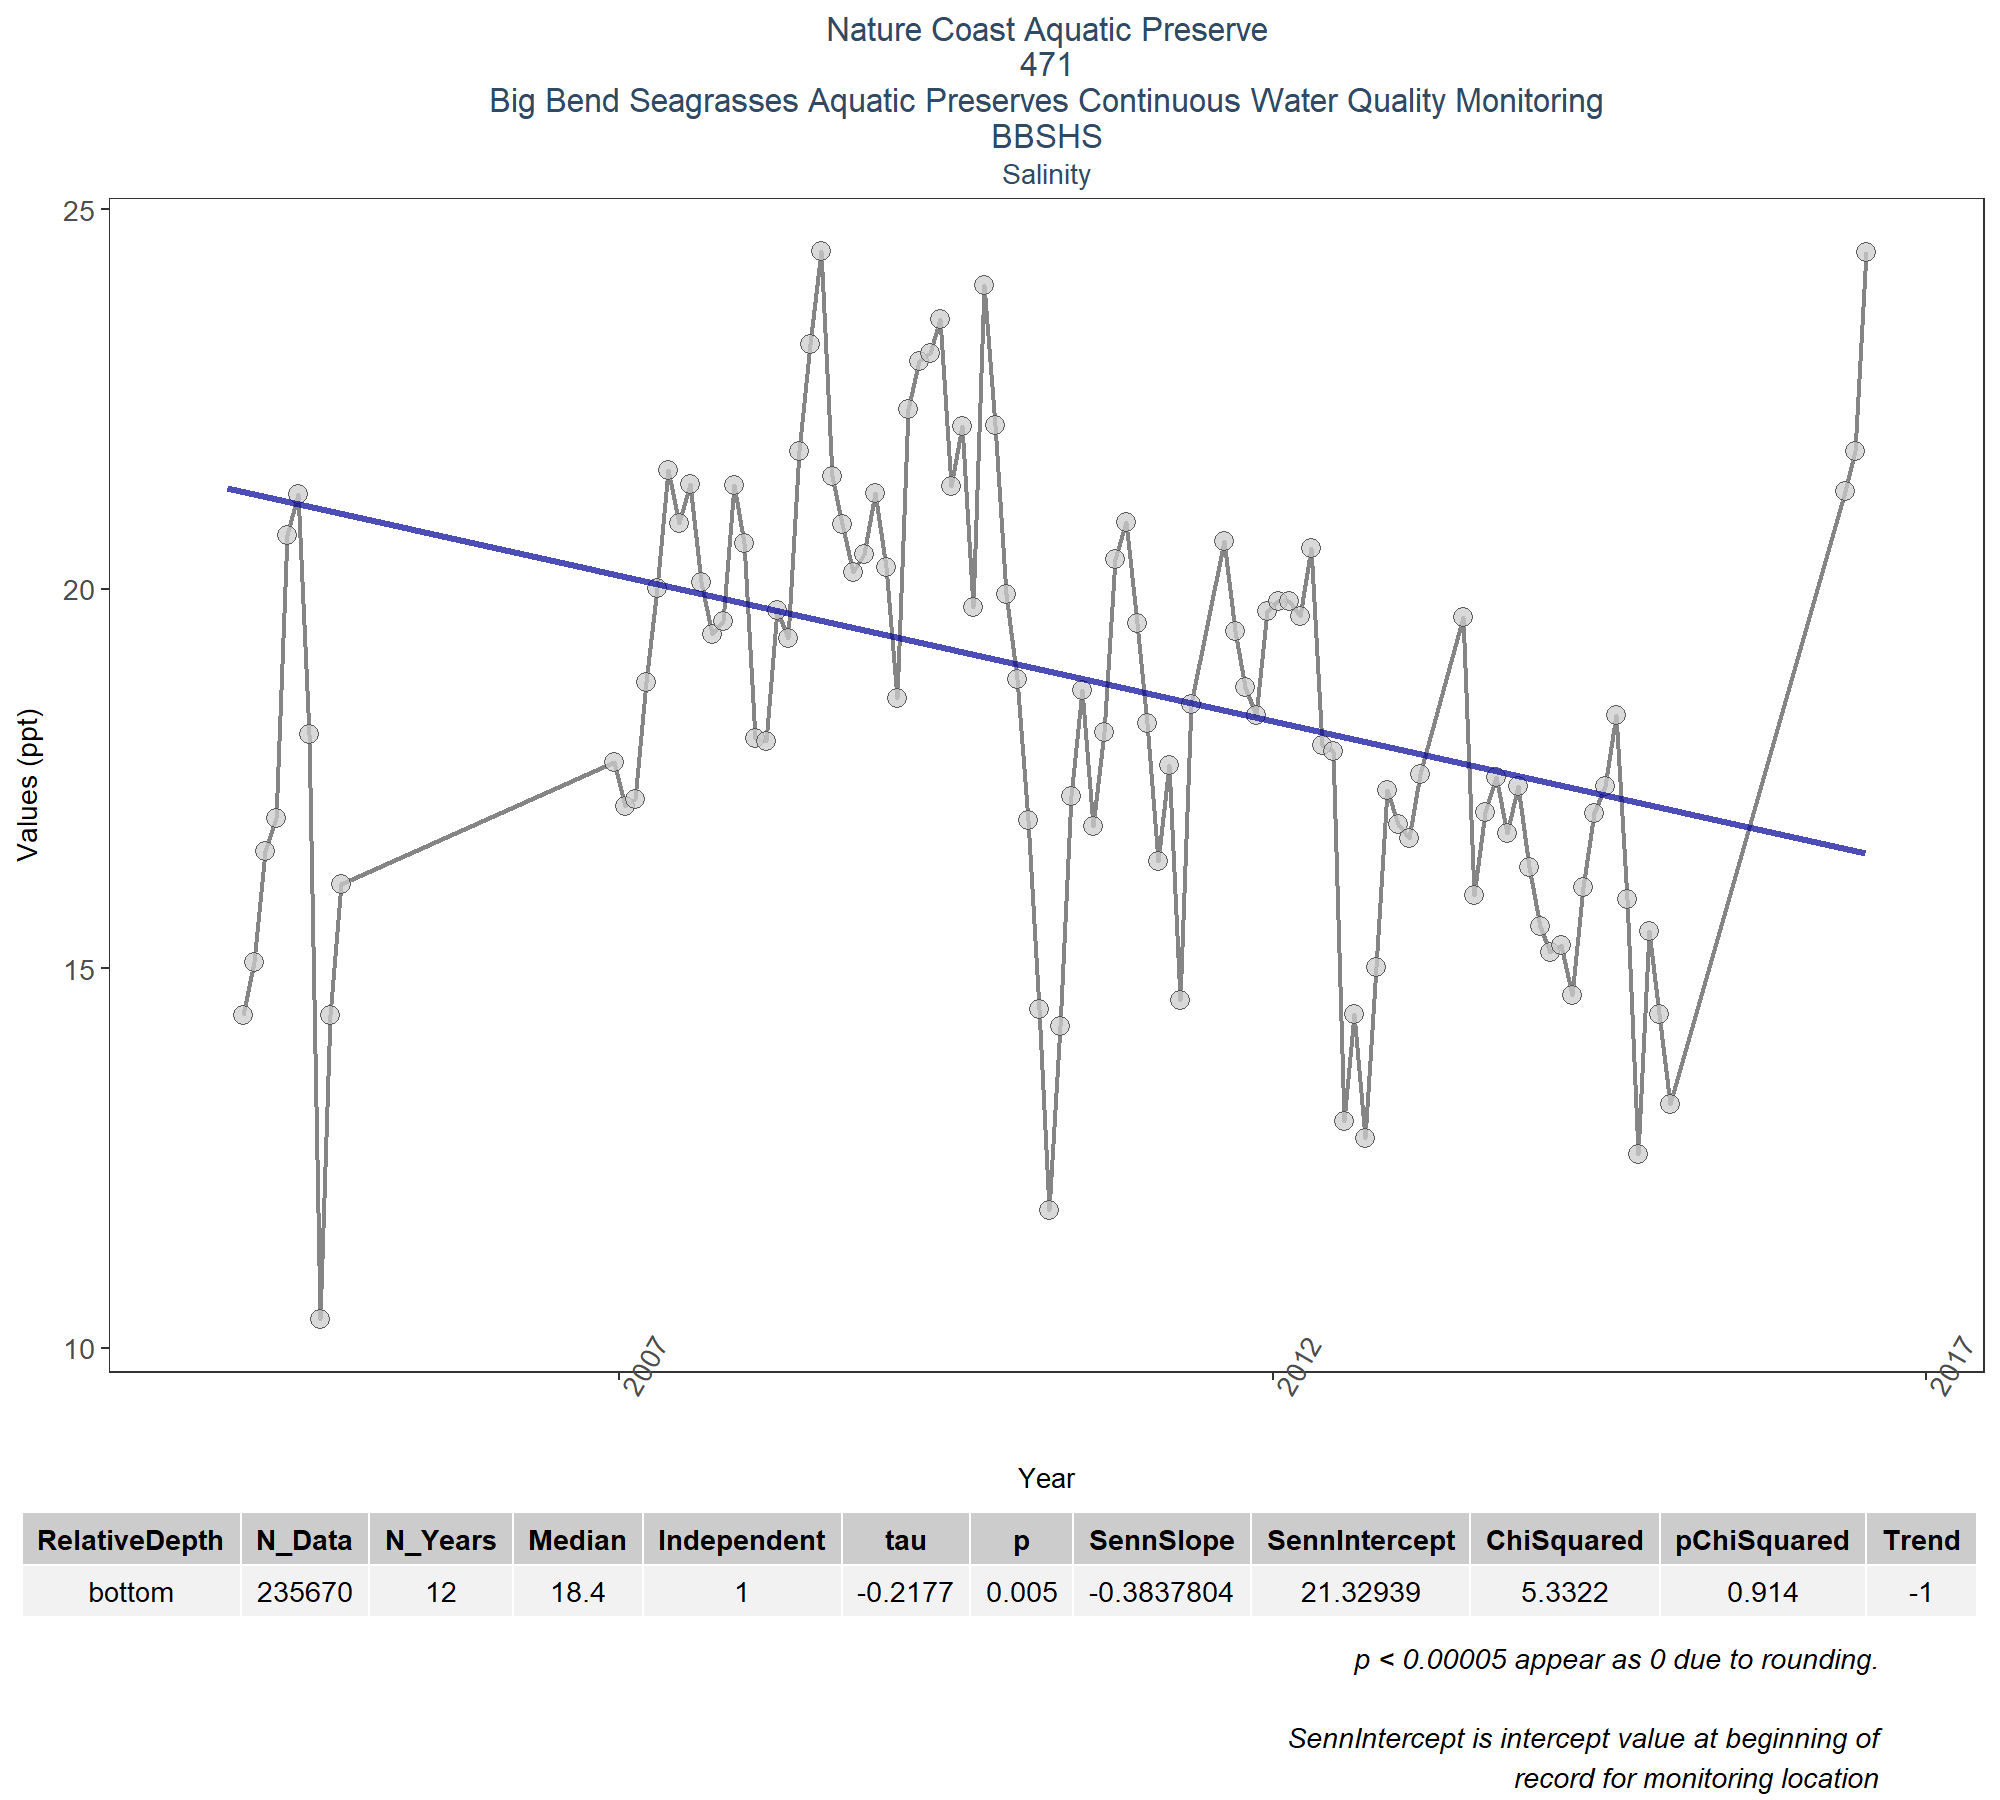 Nature Coast Aquatic Preserve
471
Big Bend Seagrasses Aquatic Preserves Continuous Water Quality Monitoring
BBSHS
Salinity
25
20
15
10
Values (ppt)
2007 2012 2017
Year
RelativeDepth N_Data N_Years Median Independent tau p SennSlope SennIntercept ChiSquared pChiSquared Trend
bottom 235670 12 18.4 1 -0.2177 0.005 -0.3837804 21.32939 5.3322 0.914 -1
p < 0.00005 appear as 0 due to rounding.
SennIntercept is intercept value at beginning of
record for monitoring location